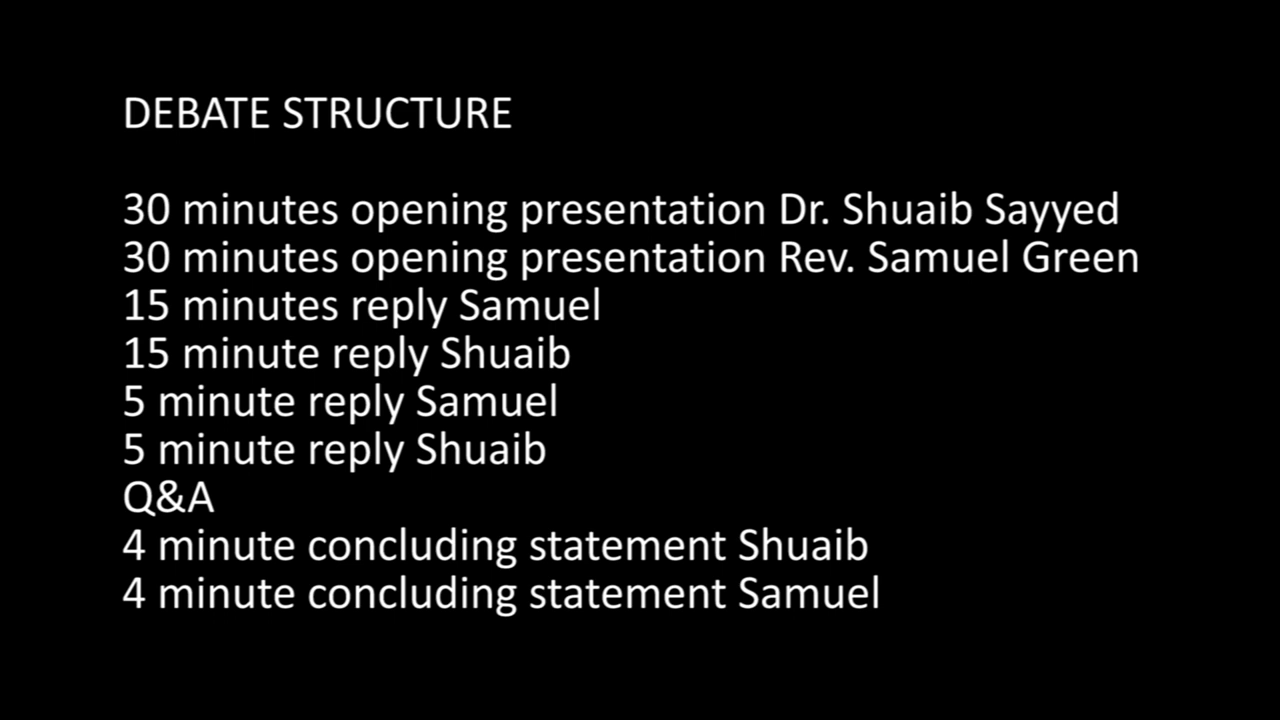 DEBATE STRUCTURE
30 minutes opening presentation Dr. Shuaib Sayyed
30 minutes opening presentation Rev. Samuel Green
15 minutes reply Samuel
15 minute reply Shuaib
5 minute reply Samuel
5 minute reply Shuaib
Q&A
4 minute concluding statement Shuaib
4 minute concluding statement Samuel